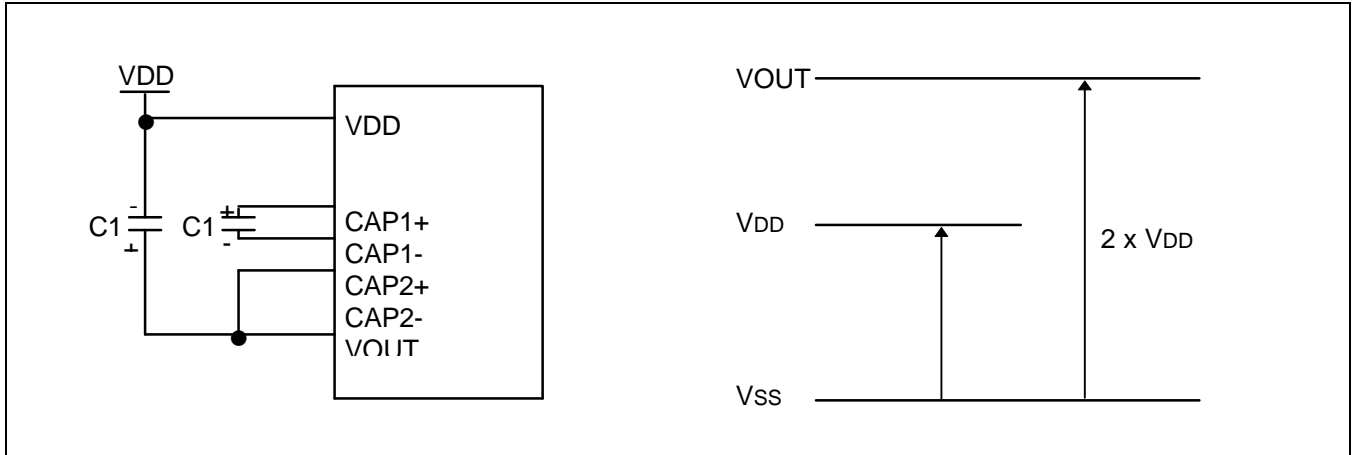 VDD
VDD
C1 - +
C1 + -
CAP1+
CAP1-
CAP2+
CAP2-
VOUT
VOUT
VDD
2 x VDD
VSS